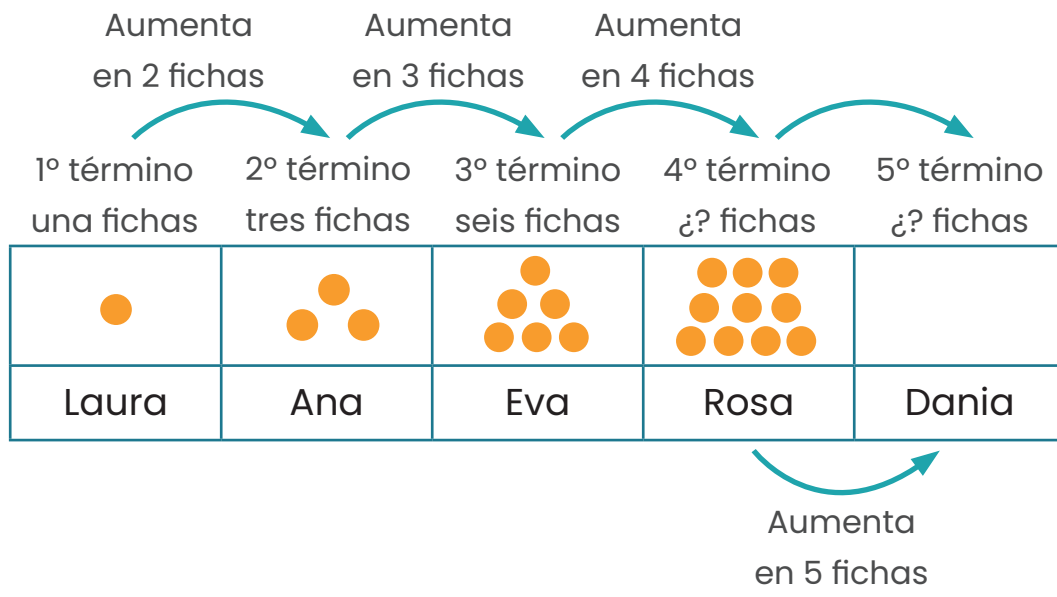 Aumenta
en 2 fichas
Aumenta
en 3 fichas
Aumenta
en 4 fichas
1º término
una fichas
2º término
tres fichas
3º término
seis fichas
4º término
¿? fichas
5º término
¿? fichas
Laura
Ana
Eva
Rosa
Dania
Aumenta
en 5 fichas